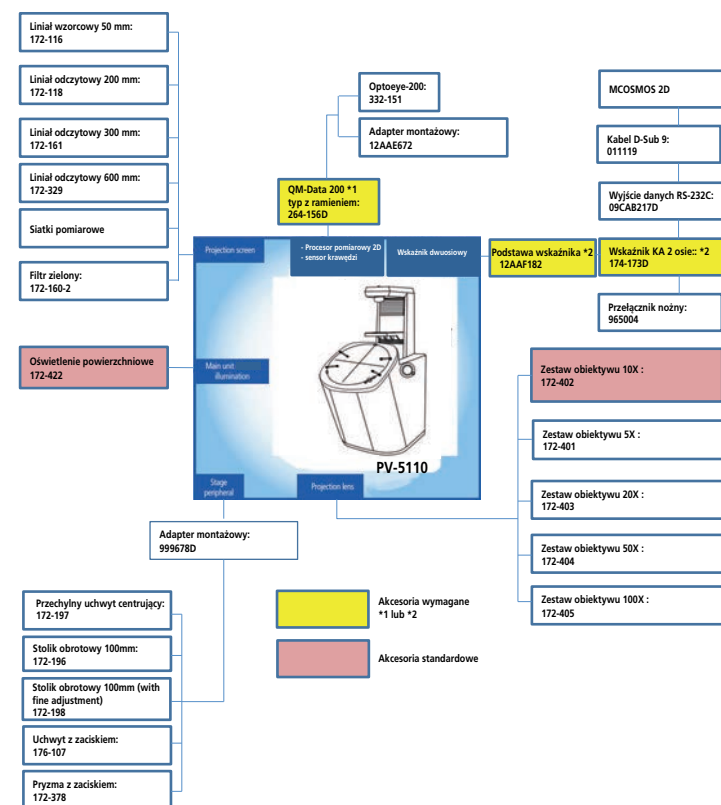 Liniał wzorcowy 50 mm:
172-116
Liniał odczytowy 200 mm:
172-118
Liniał odczytowy 300 mm:
172-161
Liniał odczytowy 600 mm:
172-329
Siatki pomiarowe
Filtr zielony:
172-160-2
Oświetlenie powierzchniowe
172-422
Optoeye-200:
332-151
Adapter montażowy:
12AAE672
QM-Data 200 *1
typ z ramieniem:
264-156D
MCOSMOS 2D
Kabel D-Sub 9:
011119
Wyjście danych RS-232C:
09CAB217D
Podstawa wskaźnika *2
12AAF182
Wskaźnik KA 2 osie:: *2
174-173D
Przełącznik nożny:
965004
Projection screen
- Procesor pomiarowy 2D
- sensor krawędzi
Wskaźnik dwuosiowy
Main unit
illumination
PV-5110
Stage
peripheral
Projection lens
Zestaw obiektywu 10X :
172-402
Zestaw obiektywu 5X :
172-401
Zestaw obiektywu 20X :
172-403
Zestaw obiektywu 50X :
172-404
Zestaw obiektywu 100X :
172-405
Adapter montażowy:
999678D
Przechylny uchwyt centrujący:
172-197
Stolik obrotowy 100mm:
172-196
Stolik obrotowy 100mm (with
fine adjustment)
172-198
Uchwyt z zaciskiem:
176-107
Pryzma z zaciskiem:
172-378
Akcesoria wymagane
*1 lub *2
Akcesoria standardowe